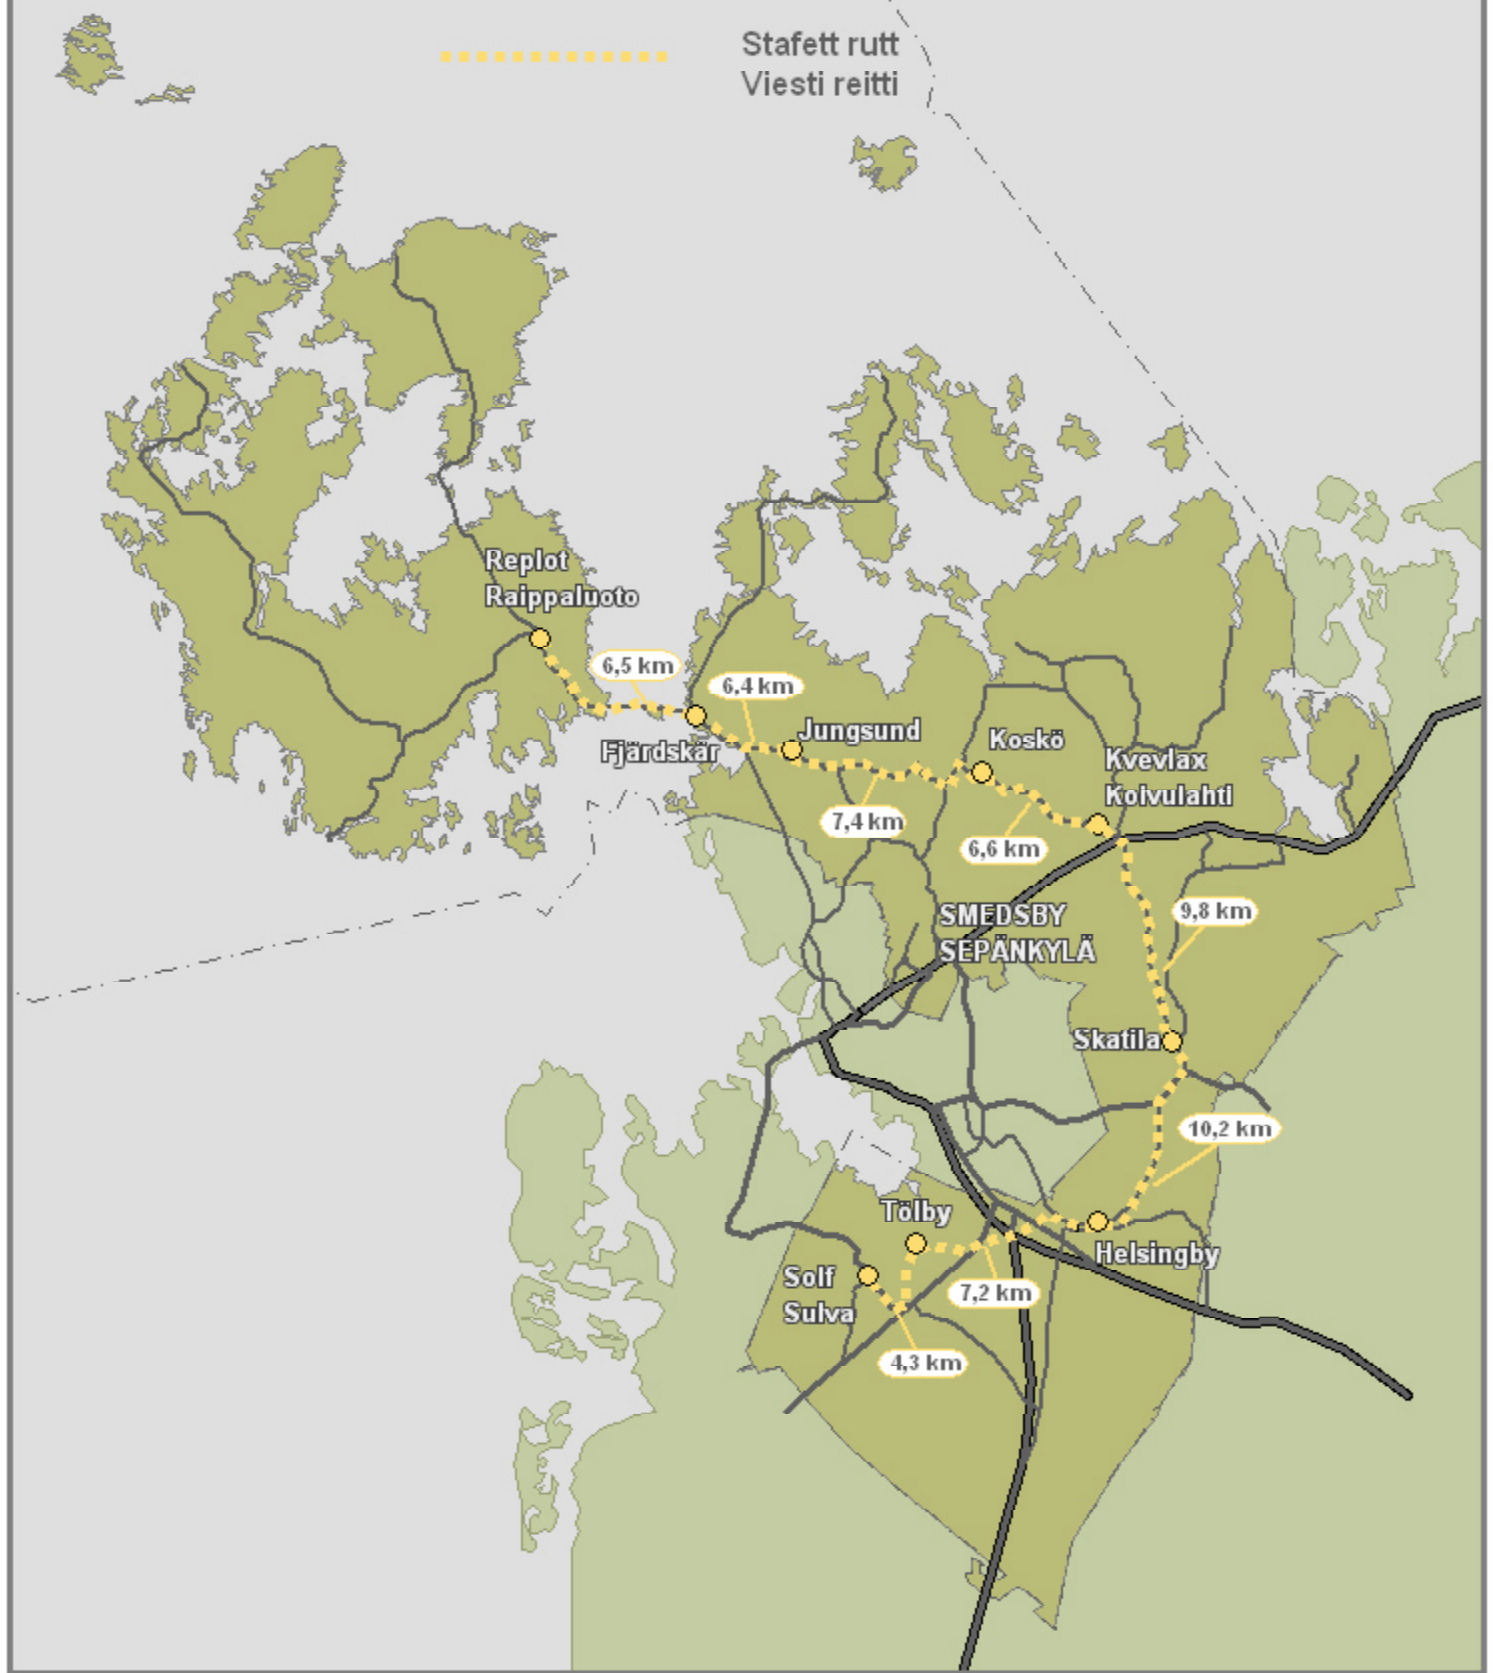 Stafett rutt
Viesti reitti
Replot
Raippaluoto
6,5 km
6,4 km
Fjärdskär
Jungsund
Koskö
Kvevlax
Koivulahti
7,4 km
6,6 km
SMEDSBY
SEPÄNKYLÄ
9,8 km
Skatila
10,2 km
Tölby
Helsingby
Solf
Sulva
7,2 km
4,3 km